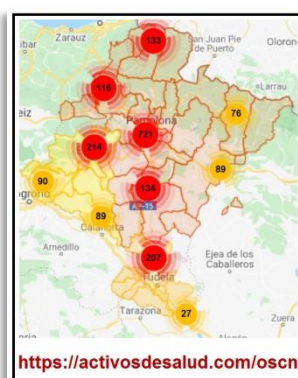 Zarauz
133
San Juan Pie
de Puerto
Oloron-
116
Larrau
76
Pamplona
721
214
89
90
134
89
A-15
Calahorra
Arnedillo
207
Ejea de los
Caballeros
Tudela
Tarazona
27
Zuera
https://activosdesalud.com/oscn